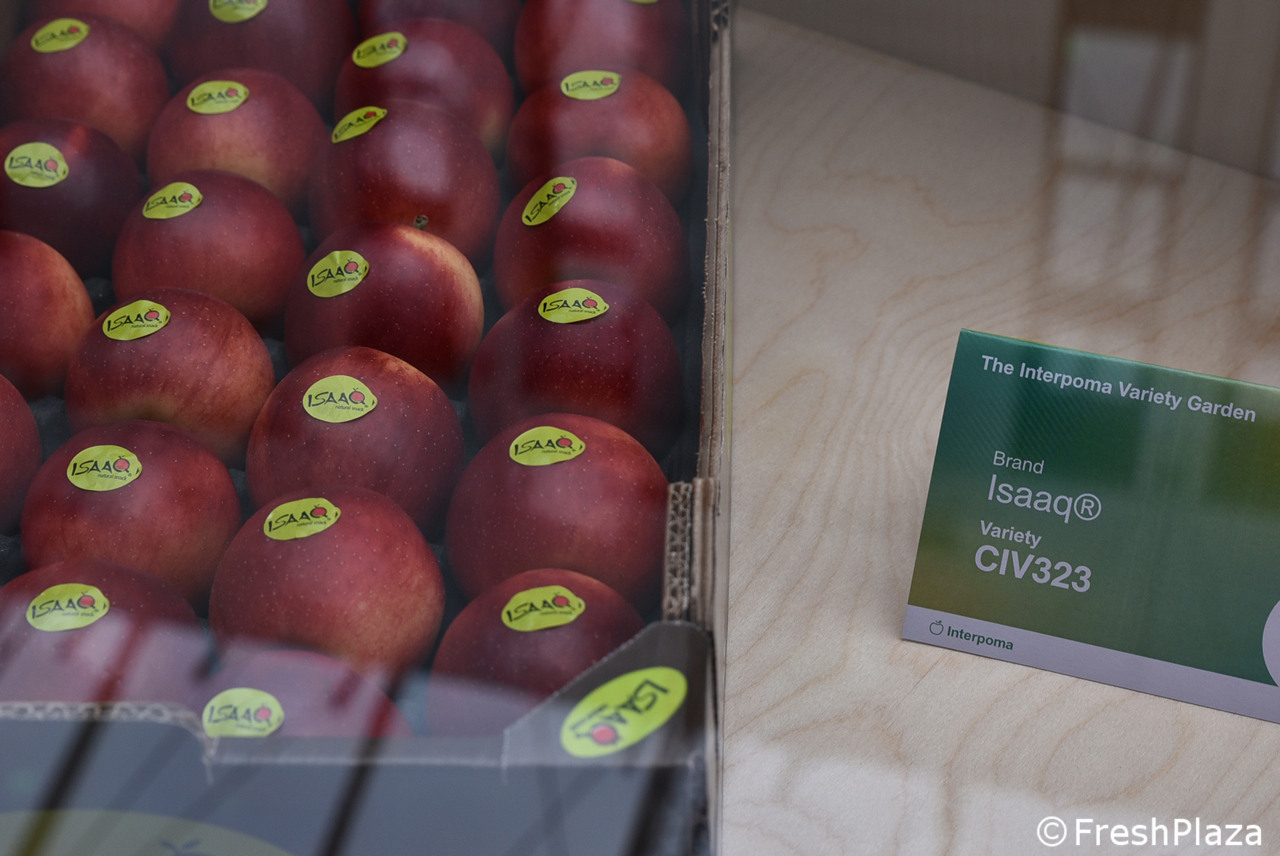 The Interpoma Variety Garden
Brand
Isaaq®
Variety
CIV323
Interpoma
ISAAQ
natural snack
©FreshPlaza